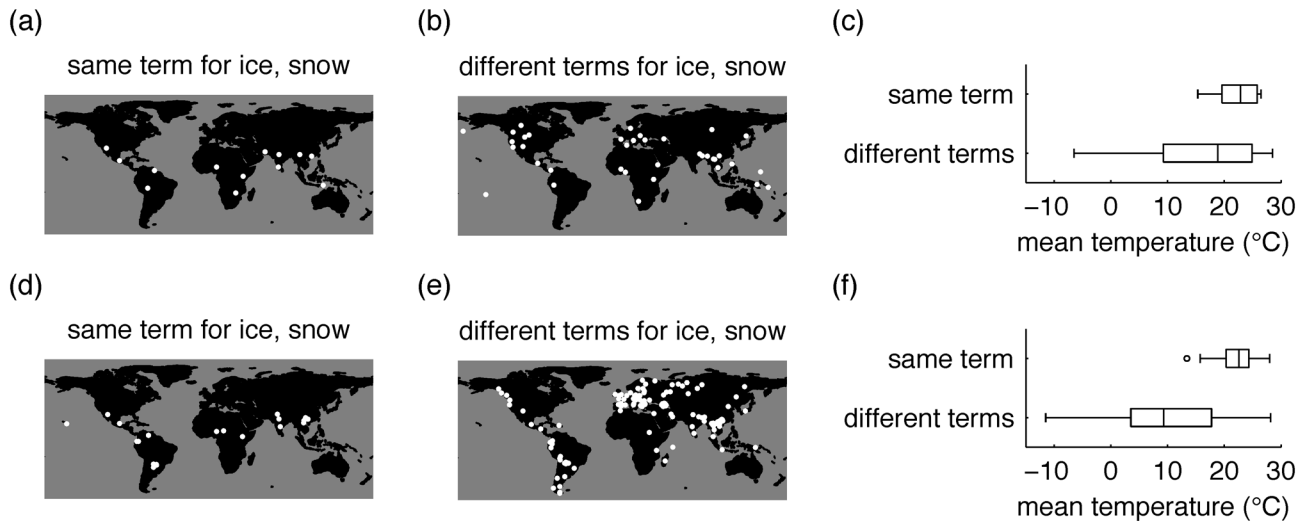 (a)
same term for ice, snow
(b)
different terms for ice, snow
(c)
same term
different terms
−10 0 10 20 30
mean temperature (°C)
(d)
same term for ice, snow
(e)
different terms for ice, snow
(f)
same term
different terms
−10 0 10 20 30
mean temperature (°C)